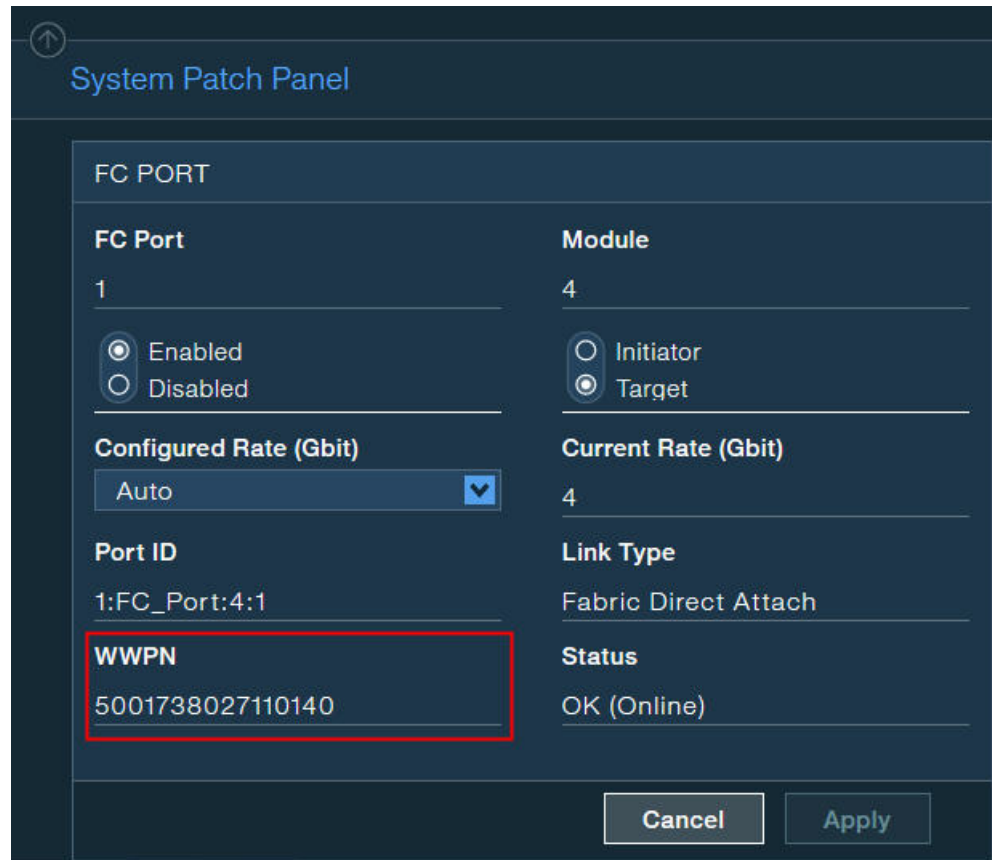 System Patch Panel
FC PORT
FC Port
Module
1
4
Enabled
Initiator
Disabled
Target
Configured Rate (Gbit)
Current Rate (Gbit)
Auto
4
Port ID
Link Type
1:FC_Port:4:1
Fabric Direct Attach
WWPN
Status
5001738027110140
OK (Online)
Cancel
Apply